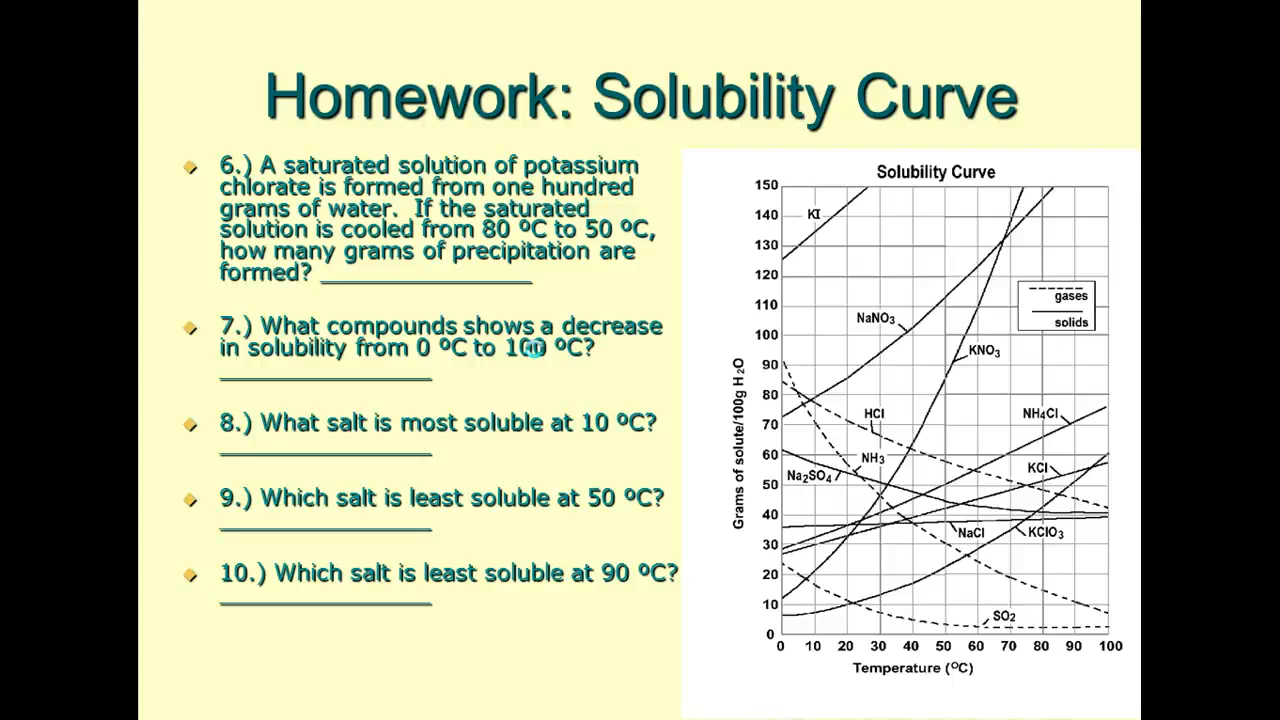 Homework: Solubility Curve
6.) A saturated solution of potassium
chlorate is formed from one hundred
grams of water. If the saturated
solution is cooled from 80 ºC to 50 ºC,
how many grams of precipitation are
formed? _______________
7.) What compounds shows a decrease
in solubility from 0 ºC to 100 ºC?
_______________
8.) What salt is most soluble at 10 ºC?
_______________
9.) Which salt is least soluble at 50 ºC?
_______________
10.) Which salt is least soluble at 90 ºC?
_______________
Solubility Curve
Grams of solute/100g H2O
150
140
130
120
110
100
90
80
70
60
50
40
30
20
10
0
KI
gases
solids
NaNO3
KNO3
HCl
NH4Cl
NH3
KCl
Na2SO4
NaCl
KClO3
SO2
0 10 20 30 40 50 60 70 80 90 100
Temperature (ºC)